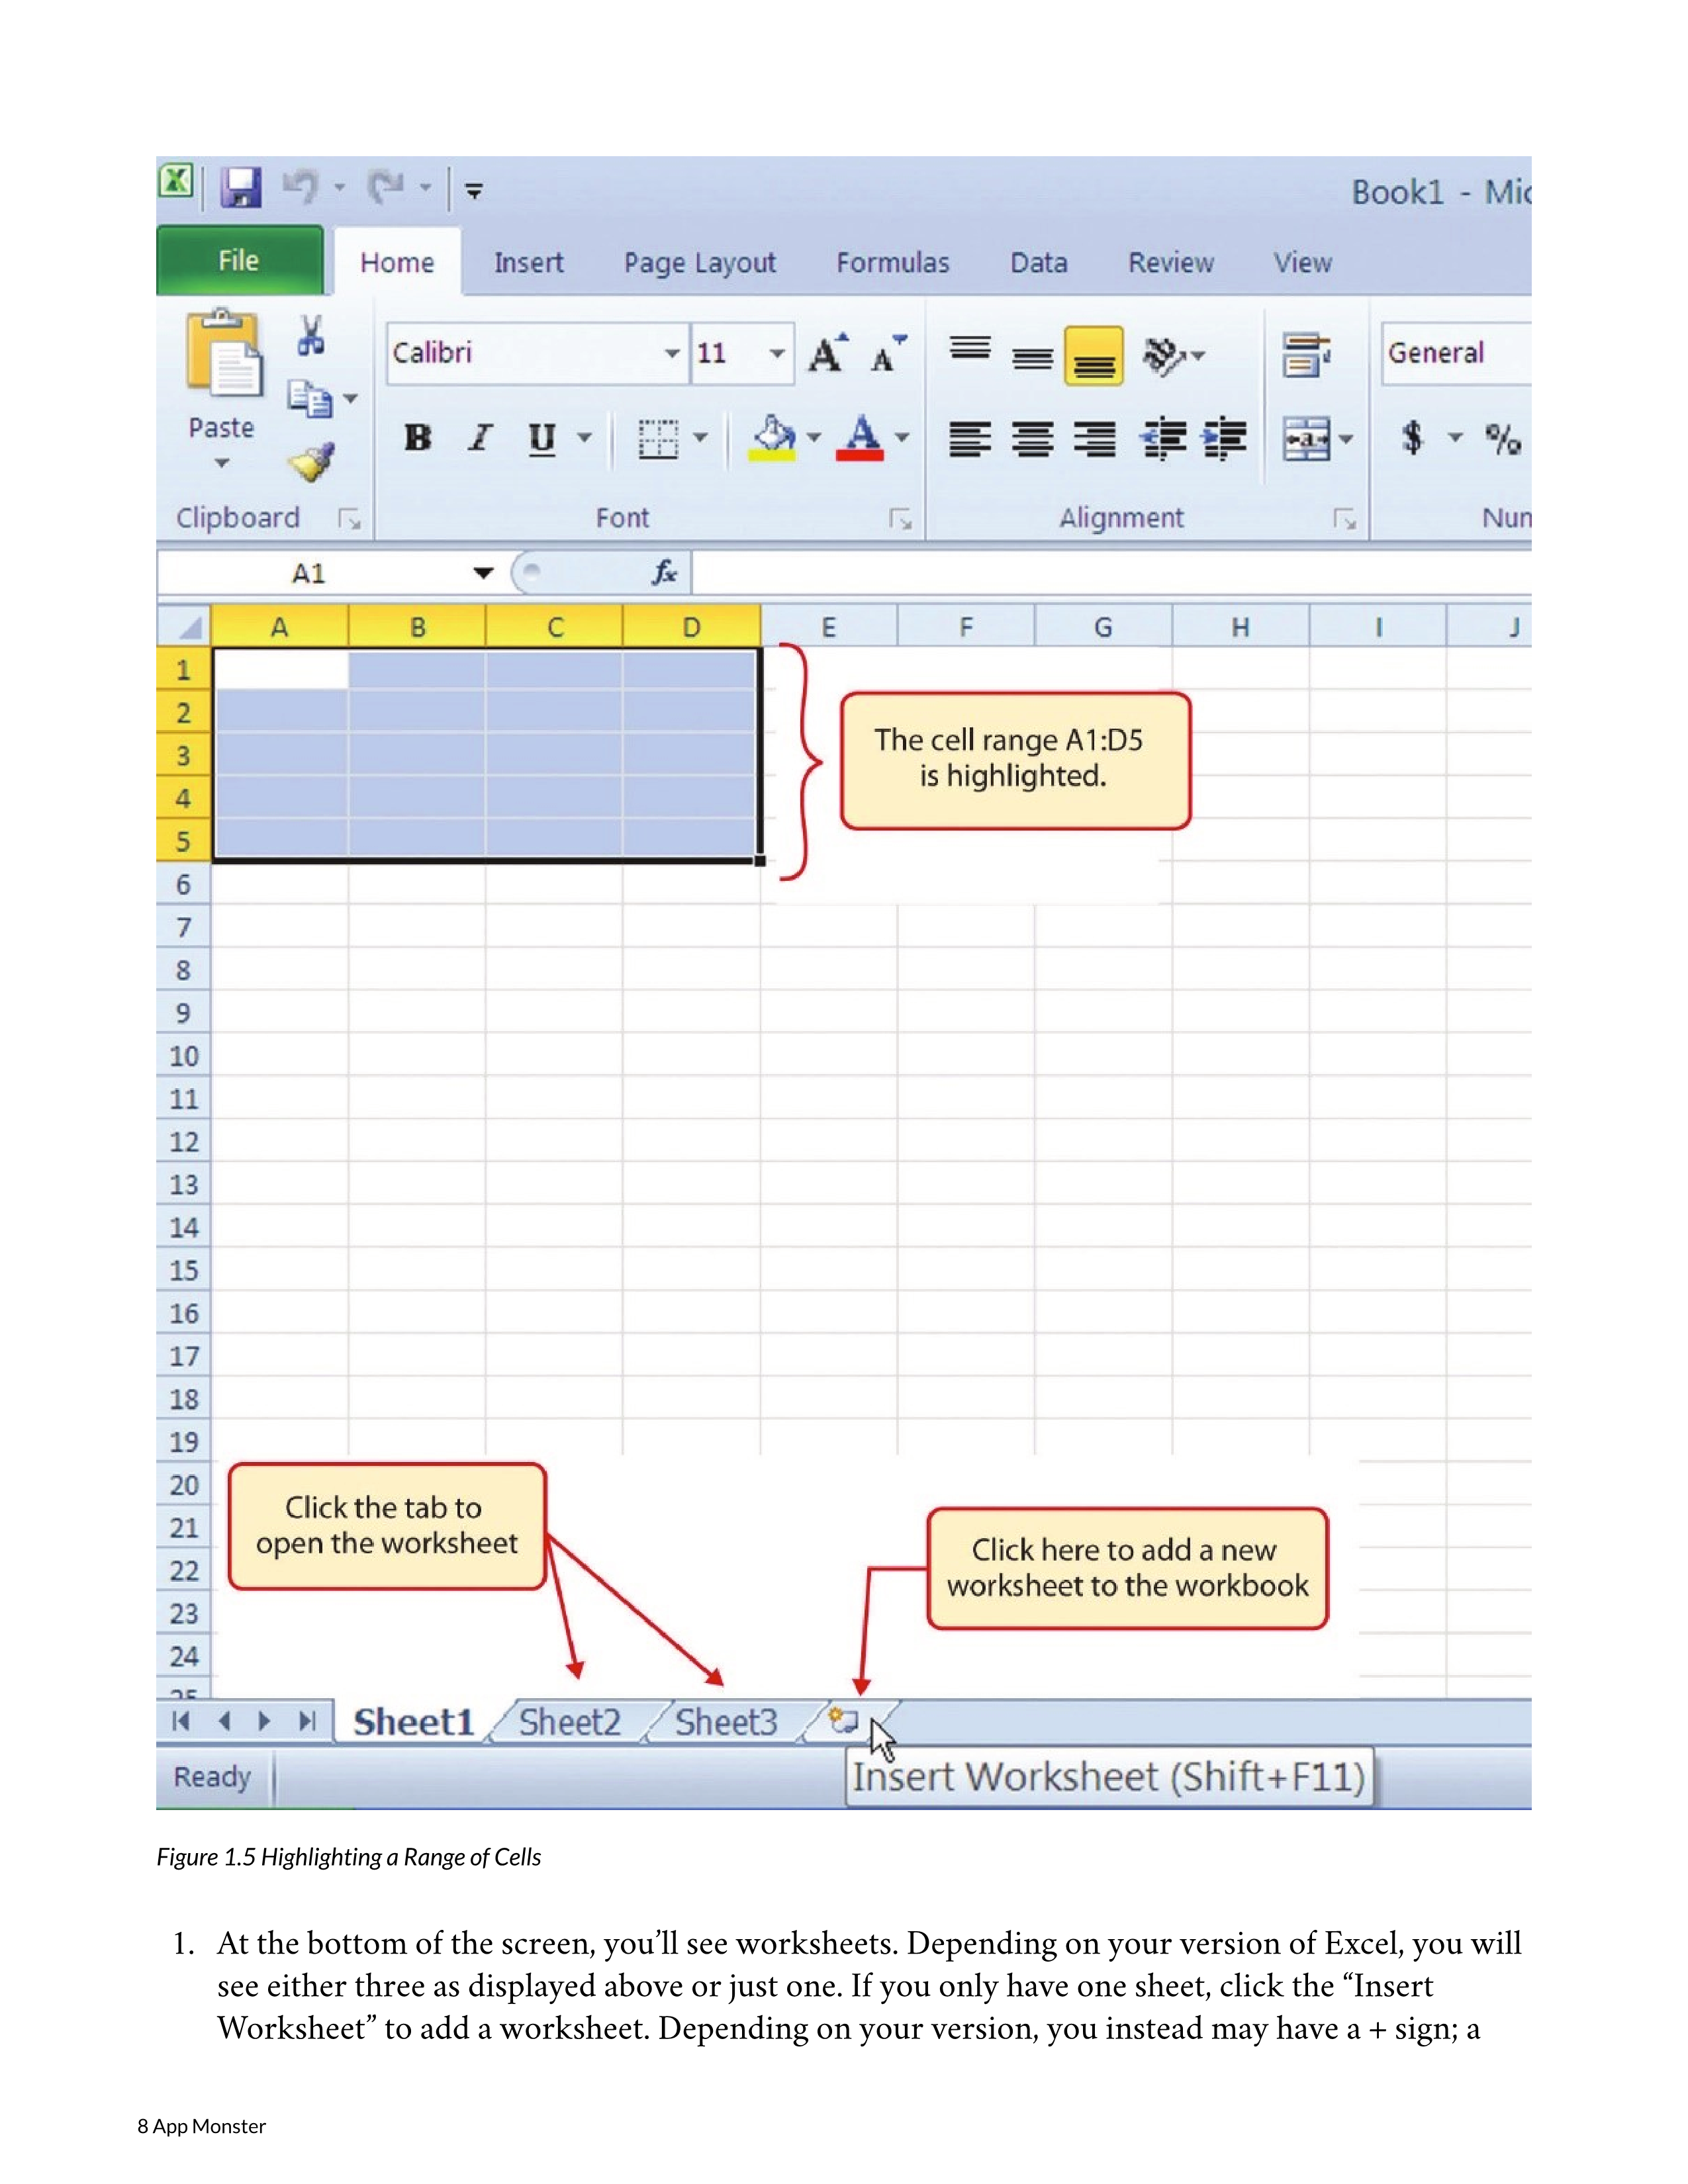 Book1 - Mic
File Home Insert Page Layout Formulas Data Review View
Calibri 11 General
Paste
B I U $ %
Clipboard Font Alignment Num
A1 fx
A B C D E F G H I J
1
2
The cell range A1:D5
3
is highlighted.
4
5
6
7
8
9
10
11
12
13
14
15
16
17
18
19
20
Click the tab to
21
open the worksheet
Click here to add a new
22
worksheet to the workbook
23
24
25
Sheet1 Sheet2 Sheet3
Ready
Insert Worksheet (Shift+F11)
Figure 1.5 Highlighting a Range of Cells
1. At the bottom of the screen, you’ll see worksheets. Depending on your version of Excel, you will
see either three as displayed above or just one. If you only have one sheet, click the “Insert
Worksheet” to add a worksheet. Depending on your version, you instead may have a + sign; a
8 App Monster